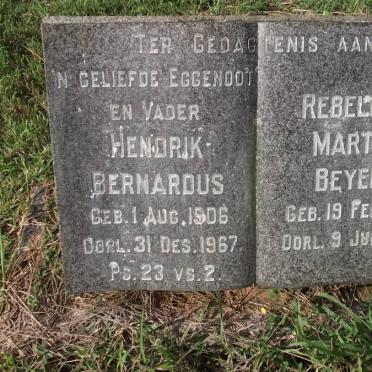 TER GEDAGTENIS AAN
'N GELIEFDE EGGENOOT
EN VADER
HENDRIK
BERNARDUS
GEB. 1 AUG. 1906
OORL. 31 DES. 1967.
PS. 23 VS. 2.
REBEL
MART
BEYE
GEB. 19 FE
OORL. 9 JU